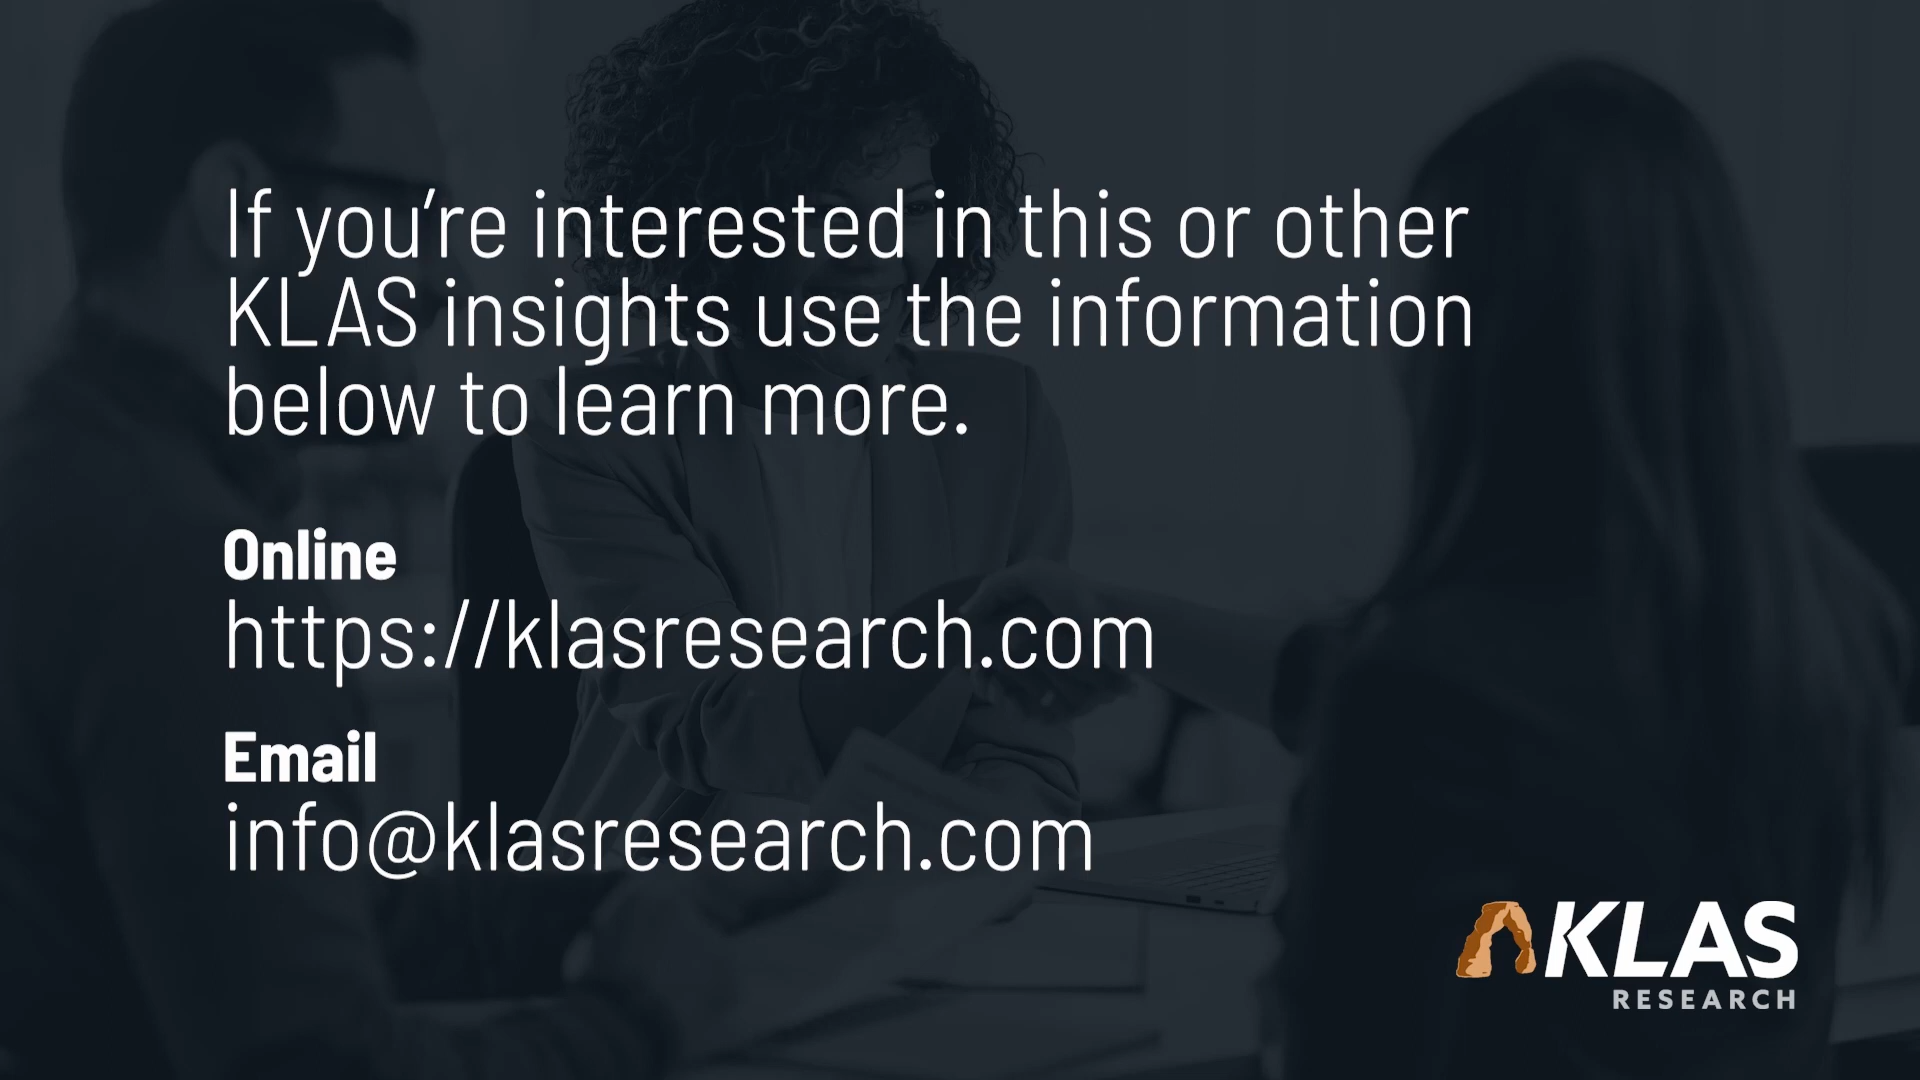 If you’re interested in this or other
KLAS insights use the information
below to learn more.
Online
https://klasresearch.com
Email
info@klasresearch.com
KLAS
RESEARCH